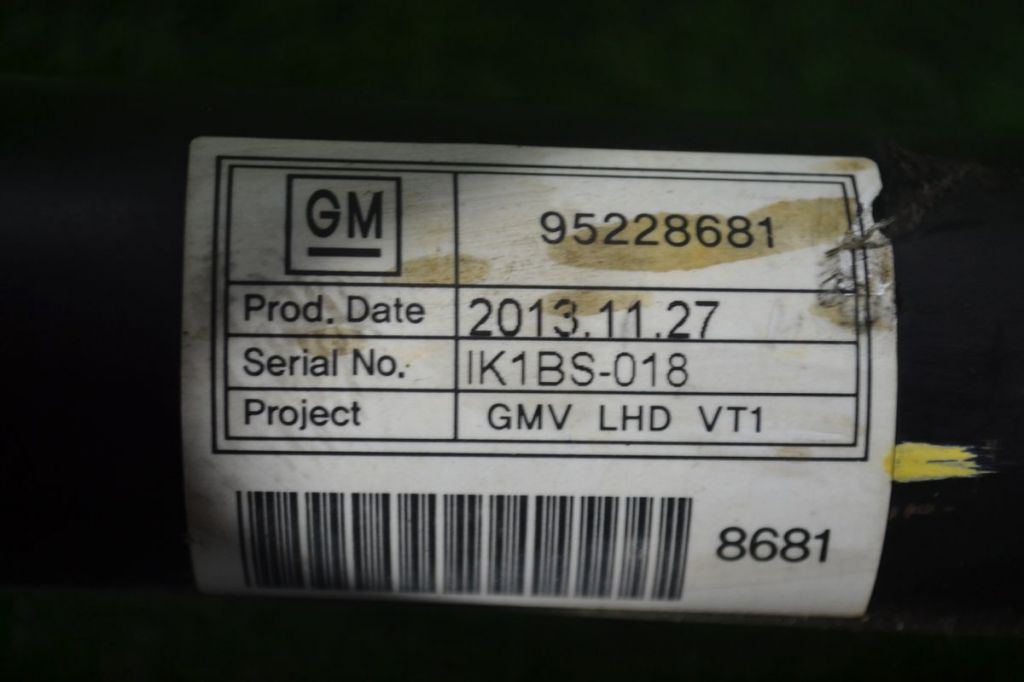 GM
95228681
Prod. Date 2013.11.27
Serial No. IK1BS-018
Project GMV LHD VT1
8681